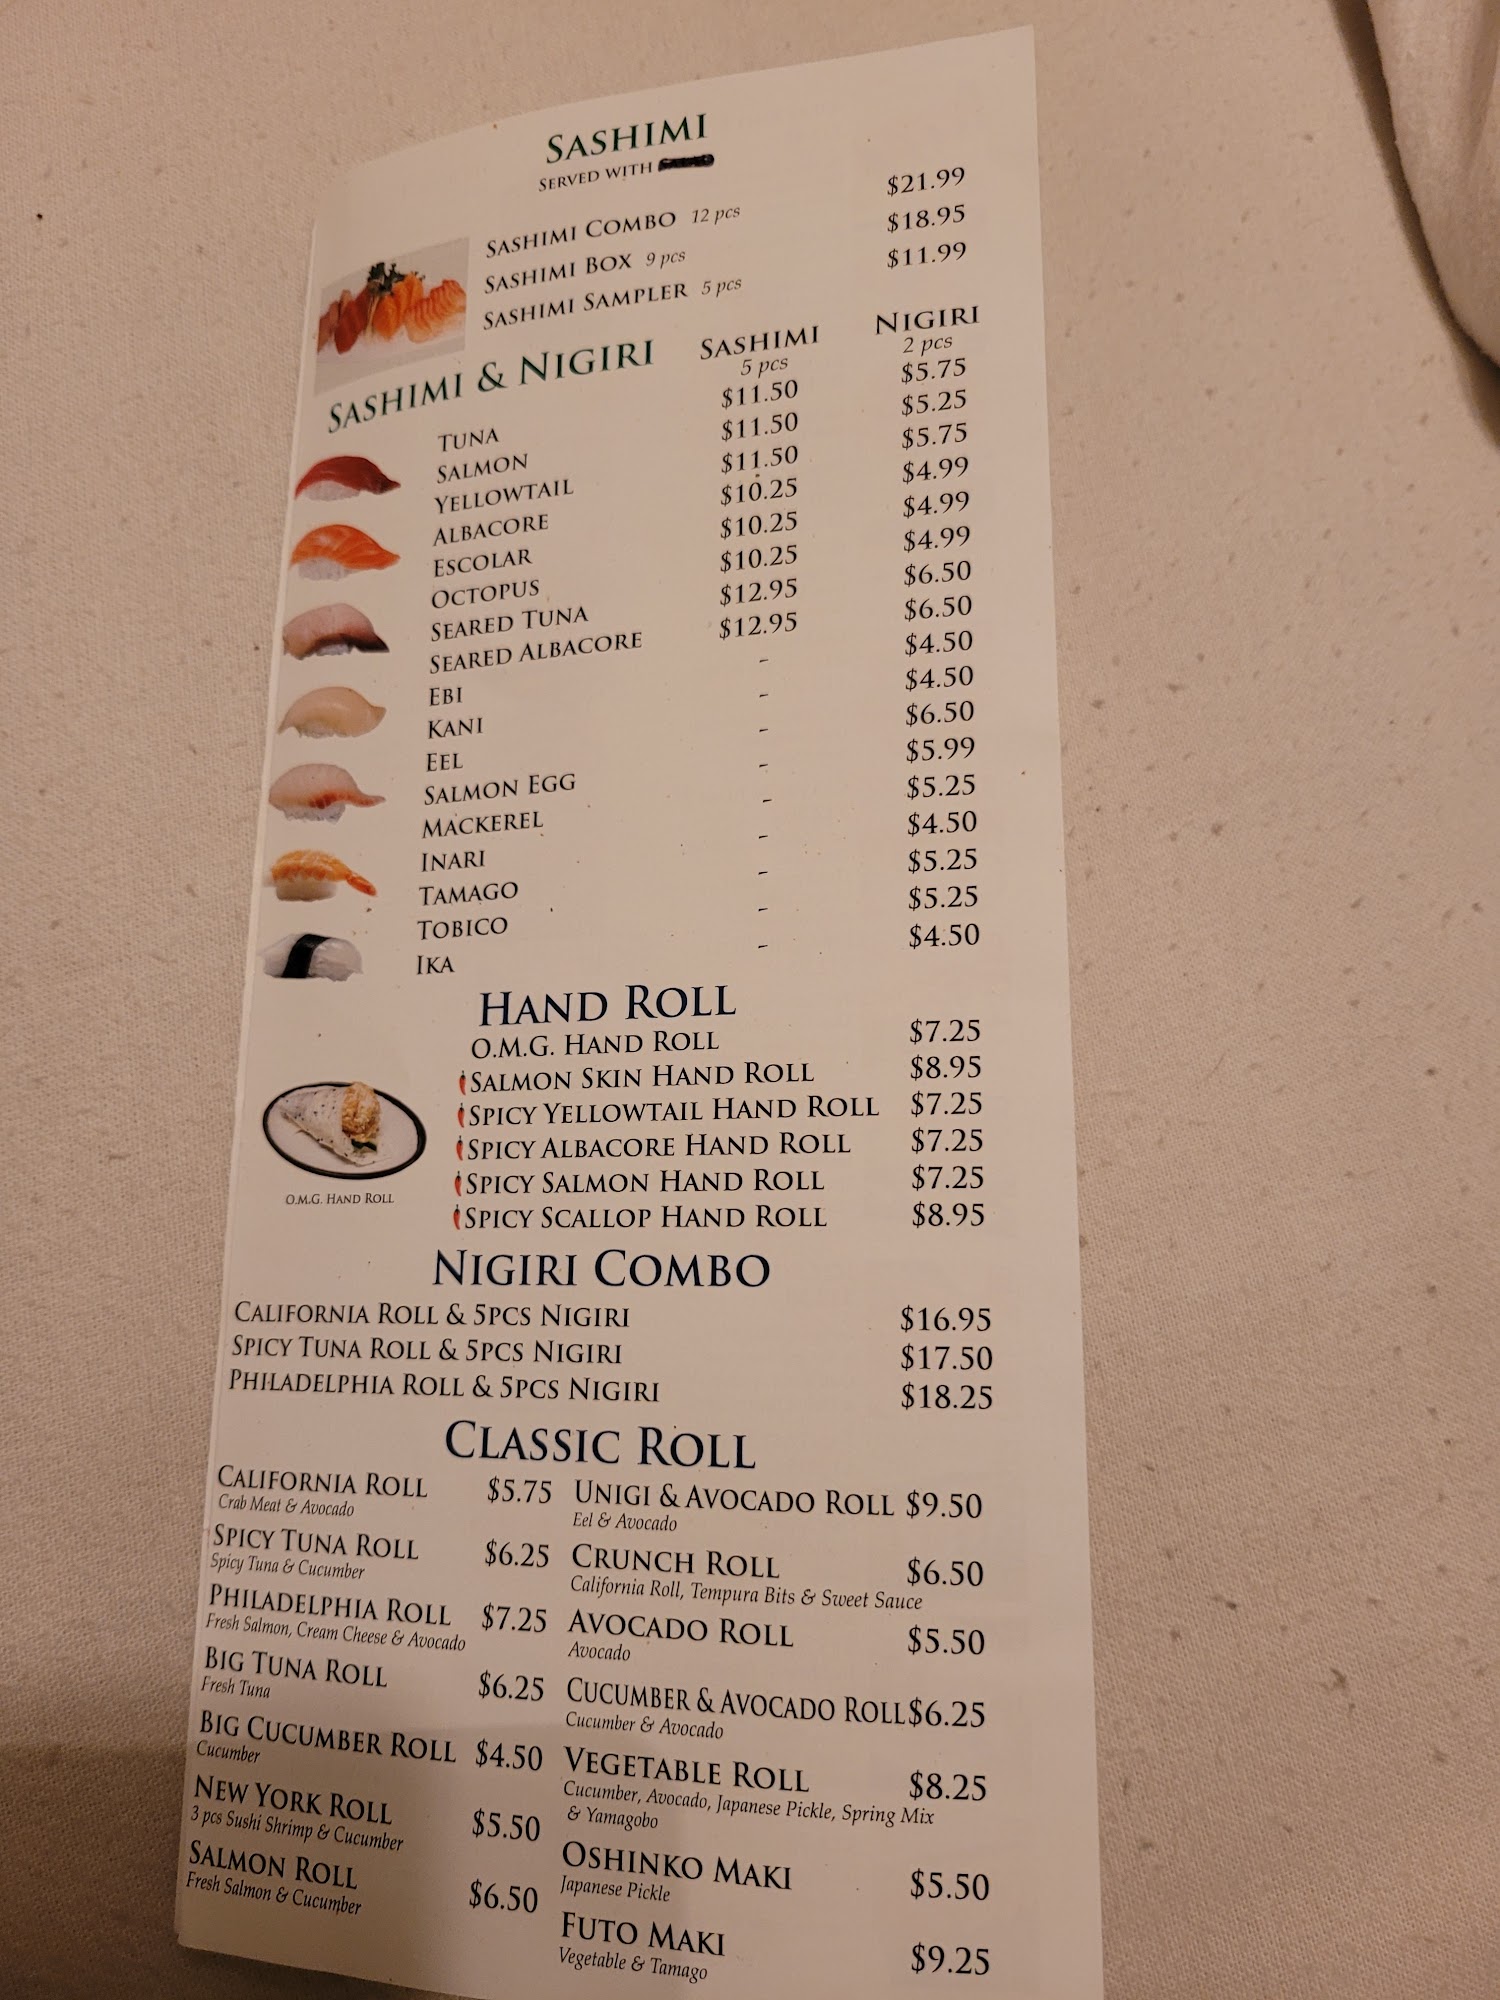 SASHIMI
SERVED WITH
SASHIMI COMBO 12 pcs $21.99
SASHIMI BOX 9 pcs $18.95
SASHIMI SAMPLER 5 pcs $11.99
SASHIMI & NIGIRI SASHIMI NIGIRI
5 pcs 2 pcs
TUNA $11.50 $5.75
SALMON $11.50 $5.25
YELLOWTAIL $11.50 $5.75
ALBACORE $10.25 $4.99
ESCOLAR $10.25 $4.99
OCTOPUS $10.25 $4.99
SEARED TUNA $12.95 $6.50
SEARED ALBACORE $12.95 $6.50
EBI - $4.50
KANI - $4.50
EEL - $6.50
SALMON EGG - $5.99
MACKEREL - $5.25
INARI - $4.50
TAMAGO - $5.25
TOBICO - $5.25
IKA - $4.50
HAND ROLL
O.M.G. HAND ROLL $7.25
SALMON SKIN HAND ROLL $8.95
SPICY YELLOWTAIL HAND ROLL $7.25
SPICY ALBACORE HAND ROLL $7.25
SPICY SALMON HAND ROLL $7.25
SPICY SCALLOP HAND ROLL $8.95
O.M.G. HAND ROLL
NIGIRI COMBO
CALIFORNIA ROLL & 5PCS NIGIRI $16.95
SPICY TUNA ROLL & 5PCS NIGIRI $17.50
PHILADELPHIA ROLL & 5PCS NIGIRI $18.25
CLASSIC ROLL
CALIFORNIA ROLL $5.75
Crab Meat & Avocado
SPICY TUNA ROLL $6.25
Spicy Tuna & Cucumber
PHILADELPHIA ROLL $7.25
Fresh Salmon, Cream Cheese & Avocado
BIG TUNA ROLL $6.25
Fresh Tuna
BIG CUCUMBER ROLL $4.50
Cucumber
NEW YORK ROLL $5.50
3 pcs Sushi Shrimp & Cucumber
SALMON ROLL $6.50
Fresh Salmon & Cucumber
UNIGI & AVOCADO ROLL $9.50
Eel & Avocado
CRUNCH ROLL $6.50
California Roll, Tempura Bits & Sweet Sauce
AVOCADO ROLL $5.50
Avocado
CUCUMBER & AVOCADO ROLL $6.25
Cucumber & Avocado
VEGETABLE ROLL $8.25
Cucumber, Avocado, Japanese Pickle, Spring Mix
& Yamagobo
OSHINKO MAKI $5.50
Japanese Pickle
FUTO MAKI $9.25
Vegetable & Tamago